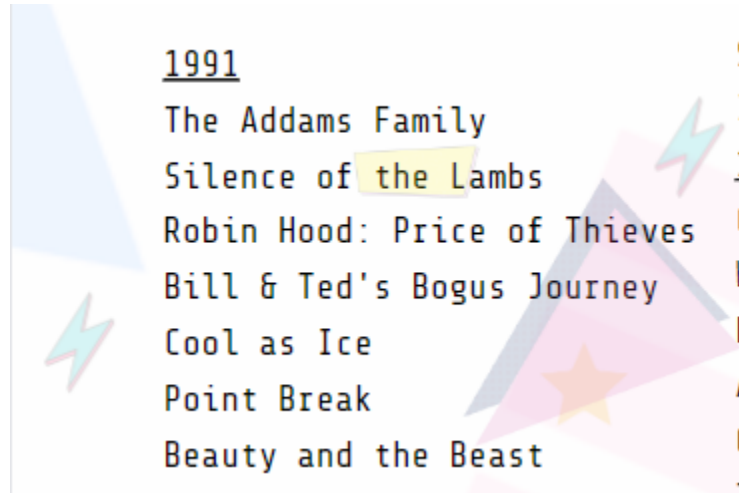 1991
The Addams Family
Silence of the Lambs
Robin Hood: Price of Thieves
Bill & Ted's Bogus Journey
Cool as Ice
Point Break
Beauty and the Beast